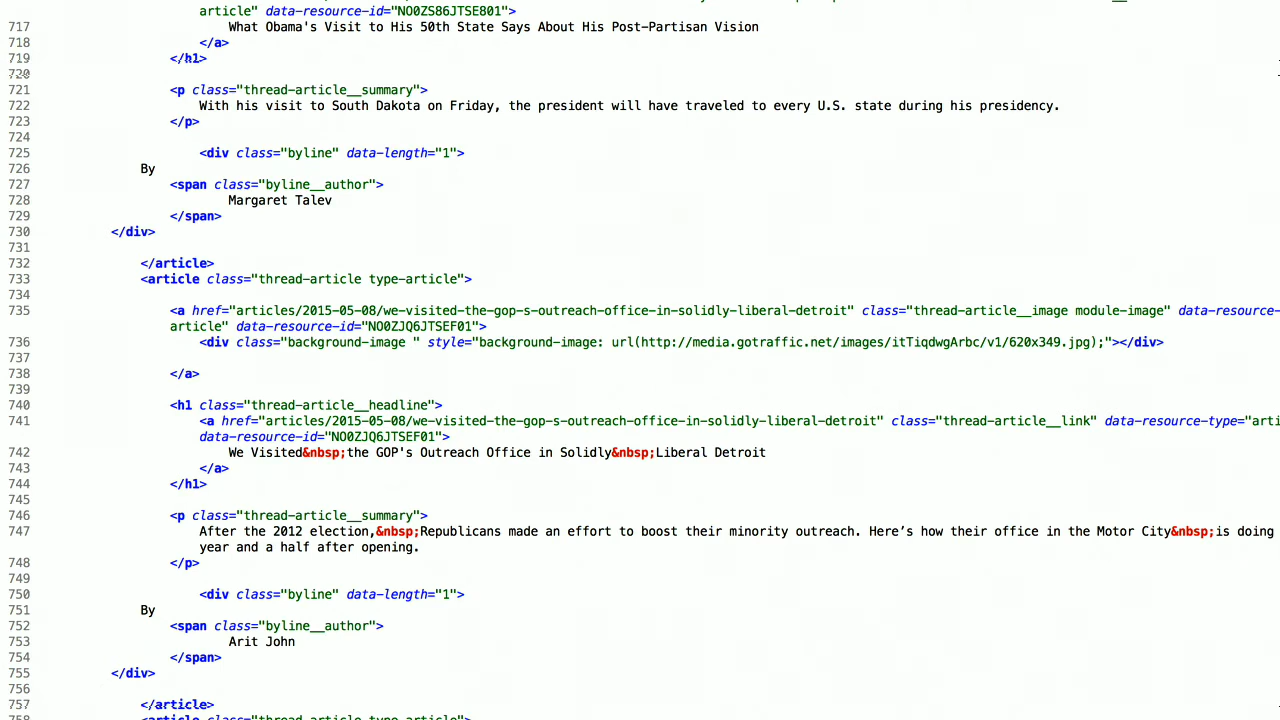 article" data-resource-id="NO0ZS86JTSE801">
717 What Obama's Visit to His 50th State Says About His Post-Partisan Vision
718 </a>
719 </h1>
720
721 <p class="thread-article__summary">
722 With his visit to South Dakota on Friday, the president will have traveled to every U.S. state during his presidency.
723 </p>
724
725 <div class="byline" data-length="1">
726 By
727 <span class="byline__author">
728 Margaret Talev
729 </span>
730 </div>
731
732 </article>
733 <article class="thread-article type-article">
734
735 <a href="articles/2015-05-08/we-visited-the-gop-s-outreach-office-in-solidly-liberal-detroit" class="thread-article__image module-image" data-resource-
article" data-resource-id="NO0ZJQ6JTSEF01">
736 <div class="background-image " style="background-image: url(http://media.gotraffic.net/images/itTiqdwgArbc/v1/620x349.jpg);"></div>
737
738 </a>
739
740 <h1 class="thread-article__headline">
741 <a href="articles/2015-05-08/we-visited-the-gop-s-outreach-office-in-solidly-liberal-detroit" class="thread-article__link" data-resource-type="arti
data-resource-id="NO0ZJQ6JTSEF01">
742 We Visited&nbsp;the GOP's Outreach Office in Solidly&nbsp;Liberal Detroit
743 </a>
744 </h1>
745
746 <p class="thread-article__summary">
747 After the 2012 election,&nbsp;Republicans made an effort to boost their minority outreach. Here’s how their office in the Motor City&nbsp;is doing
year and a half after opening.
748 </p>
749
750 <div class="byline" data-length="1">
751 By
752 <span class="byline__author">
753 Arit John
754 </span>
755 </div>
756
757 </article>
758 <article class="thread-article type-article">